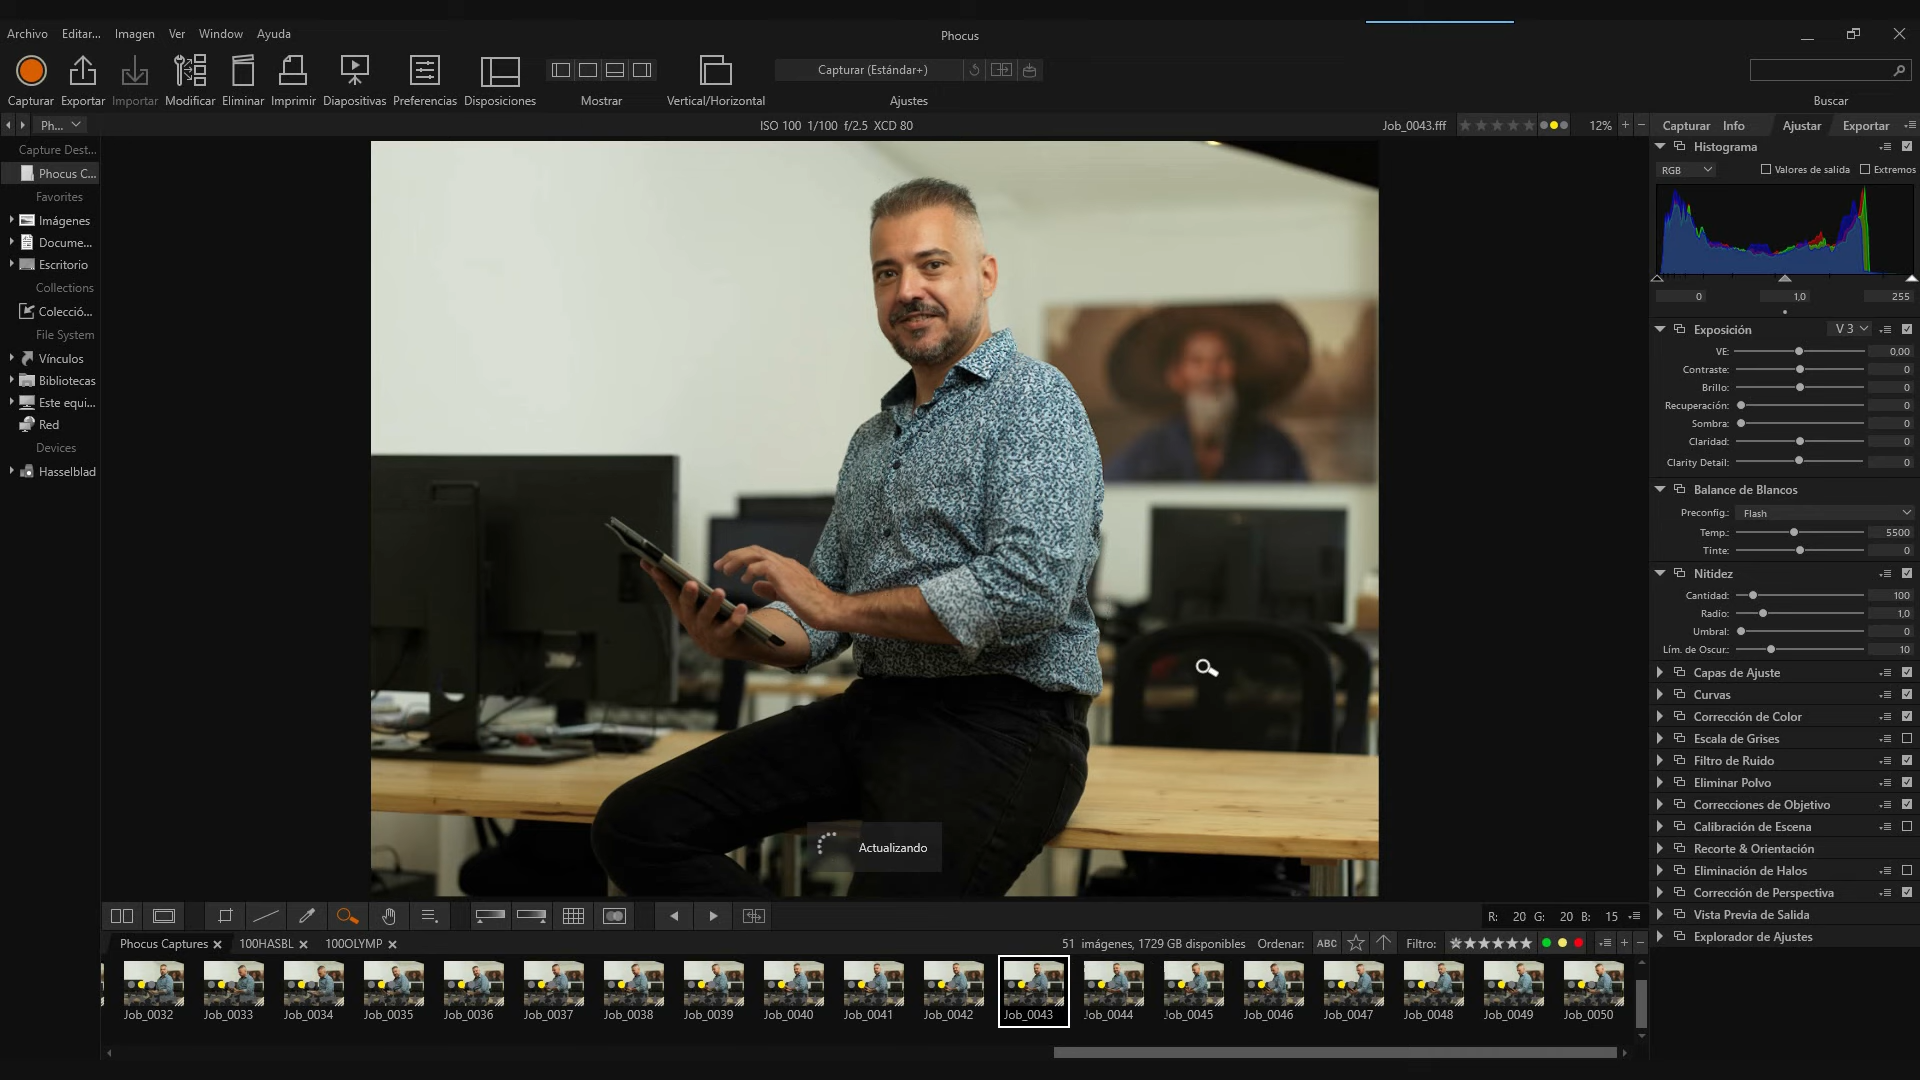 Archivo Editar... Imagen Ver Window Ayuda
Phocus
Capturar Exportar Importar Modificar Eliminar Imprimir Diapositivas Preferencias Disposiciones Mostrar Vertical/Horizontal
Capturar (Estándar+)
Ajustes
Buscar
Ph...
ISO 100 1/100 f/2.5 XCD 80
Job_0043.fff
12% + −
Capturar Info Ajustar Exportar
Capture Dest...
Phocus C...
Favorites
Imágenes
Docume...
Escritorio
Collections
Colecció...
File System
Vínculos
Bibliotecas
Este equi...
Red
Devices
Hasselblad
Actualizando
Histograma
RGB Valores de salida Extremos
0 1,0 255
Exposición V 3
VE: 0,00
Contraste: 0
Brillo: 0
Recuperación: 0
Sombra: 0
Claridad: 0
Clarity Detail: 0
Balance de Blancos
Preconfig.: Flash
Temp.: 5500
Tinte: 0
Nitidez
Cantidad: 100
Radio: 1,0
Umbral: 0
Lím. de Oscur.: 10
Capas de Ajuste
Curvas
Corrección de Color
Escala de Grises
Filtro de Ruido
Eliminar Polvo
Correcciones de Objetivo
Calibración de Escena
Recorte & Orientación
Eliminación de Halos
Corrección de Perspectiva
Vista Previa de Salida
Explorador de Ajustes
R: 20 G: 20 B: 15
Phocus Captures 100HASBL 100OLYMP
51 imágenes, 1729 GB disponibles Ordenar: ABC Filtro: + −
Job_0032 Job_0033 Job_0034 Job_0035 Job_0036 Job_0037 Job_0038 Job_0039 Job_0040 Job_0041 Job_0042 Job_0043 Job_0044 Job_0045 Job_0046 Job_0047 Job_0048 Job_0049 Job_0050